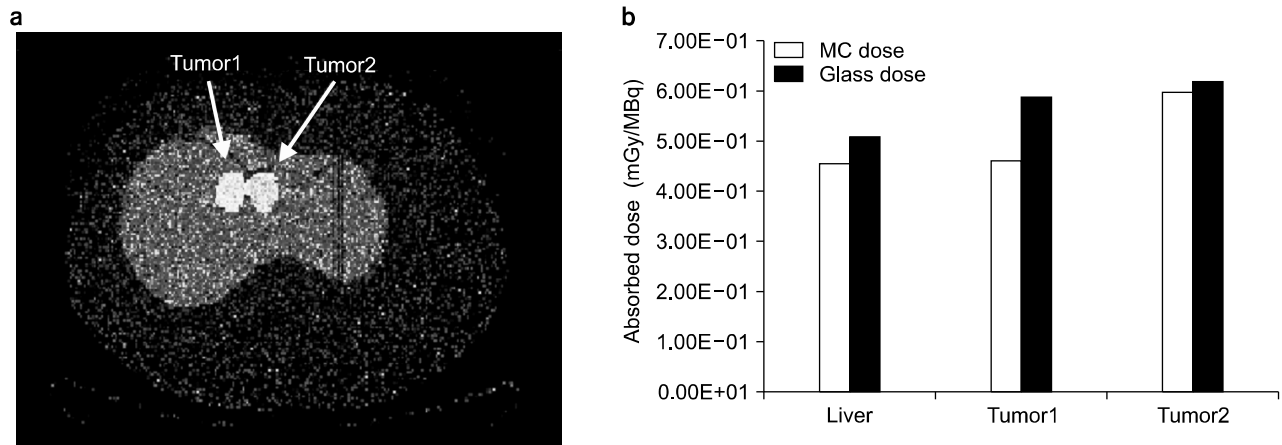 a
Tumor1
Tumor2
b
MC dose
Glass dose
Absorbed dose (mGy/MBq)
7.00E−01
6.00E−01
5.00E−01
4.00E−01
3.00E−01
2.00E−01
1.00E−01
0.00E+01
Liver
Tumor1
Tumor2